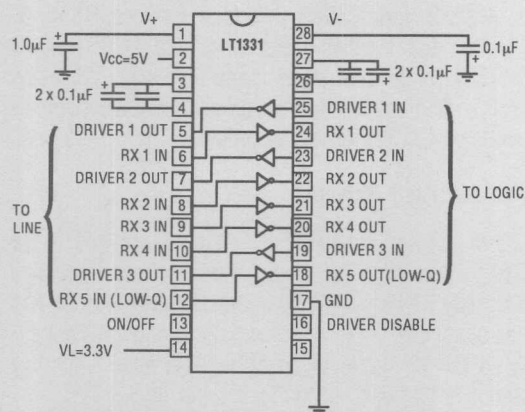 V+
V-
1.0µF
+
1
LT1331
28
0.1µF
+
VCC=5V
2
27
+
2 x 0.1µF
+
3
26
2 x 0.1µF
4
25
DRIVER 1 IN
DRIVER 1 OUT
5
24
RX 1 OUT
RX 1 IN
6
23
DRIVER 2 IN
DRIVER 2 OUT
7
22
RX 2 OUT
TO
LINE
RX 2 IN
8
21
RX 3 OUT
TO LOGIC
RX 3 IN
9
20
RX 4 OUT
RX 4 IN
10
19
DRIVER 3 IN
DRIVER 3 OUT
11
18
RX 5 OUT(LOW-Q)
RX 5 IN (LOW-Q)
12
17
GND
ON/OFF
13
16
DRIVER DISABLE
VL=3.3V
14
15